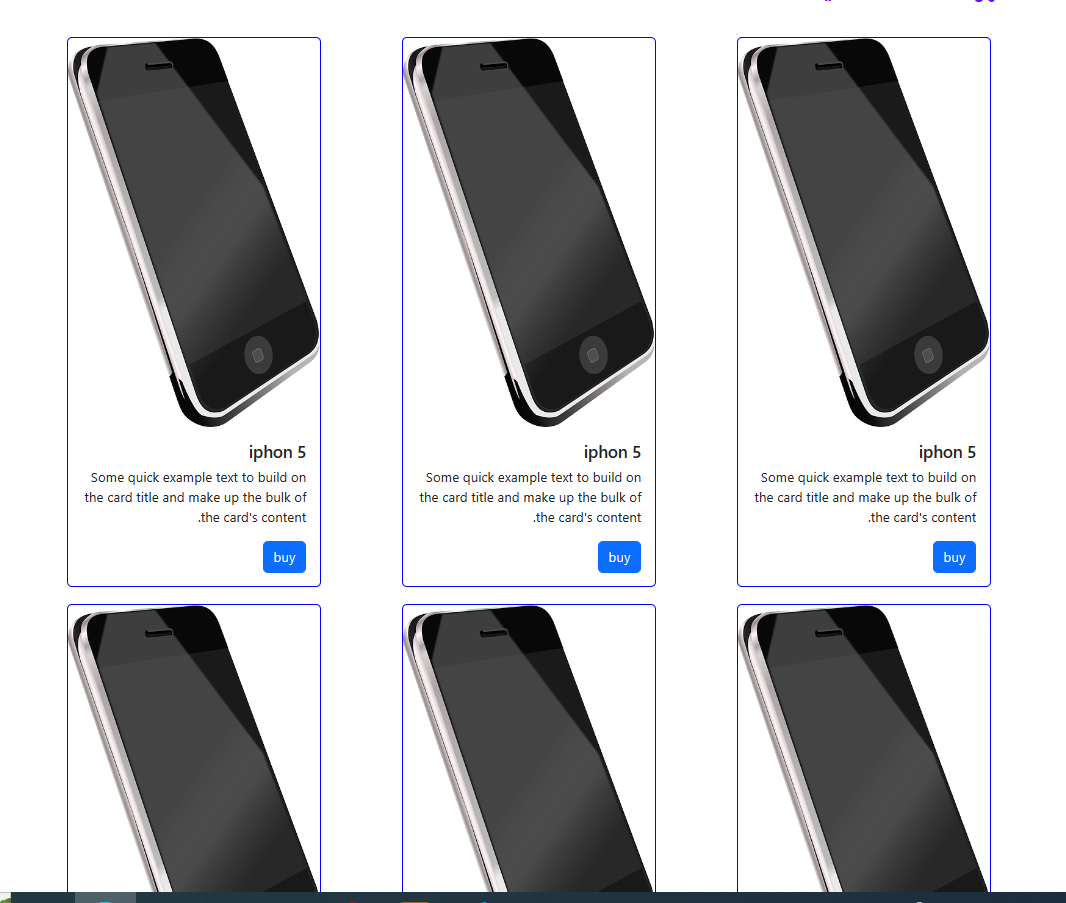 iphon 5
Some quick example text to build on
the card title and make up the bulk of
.the card's content
buy
iphon 5
Some quick example text to build on
the card title and make up the bulk of
.the card's content
buy
iphon 5
Some quick example text to build on
the card title and make up the bulk of
.the card's content
buy